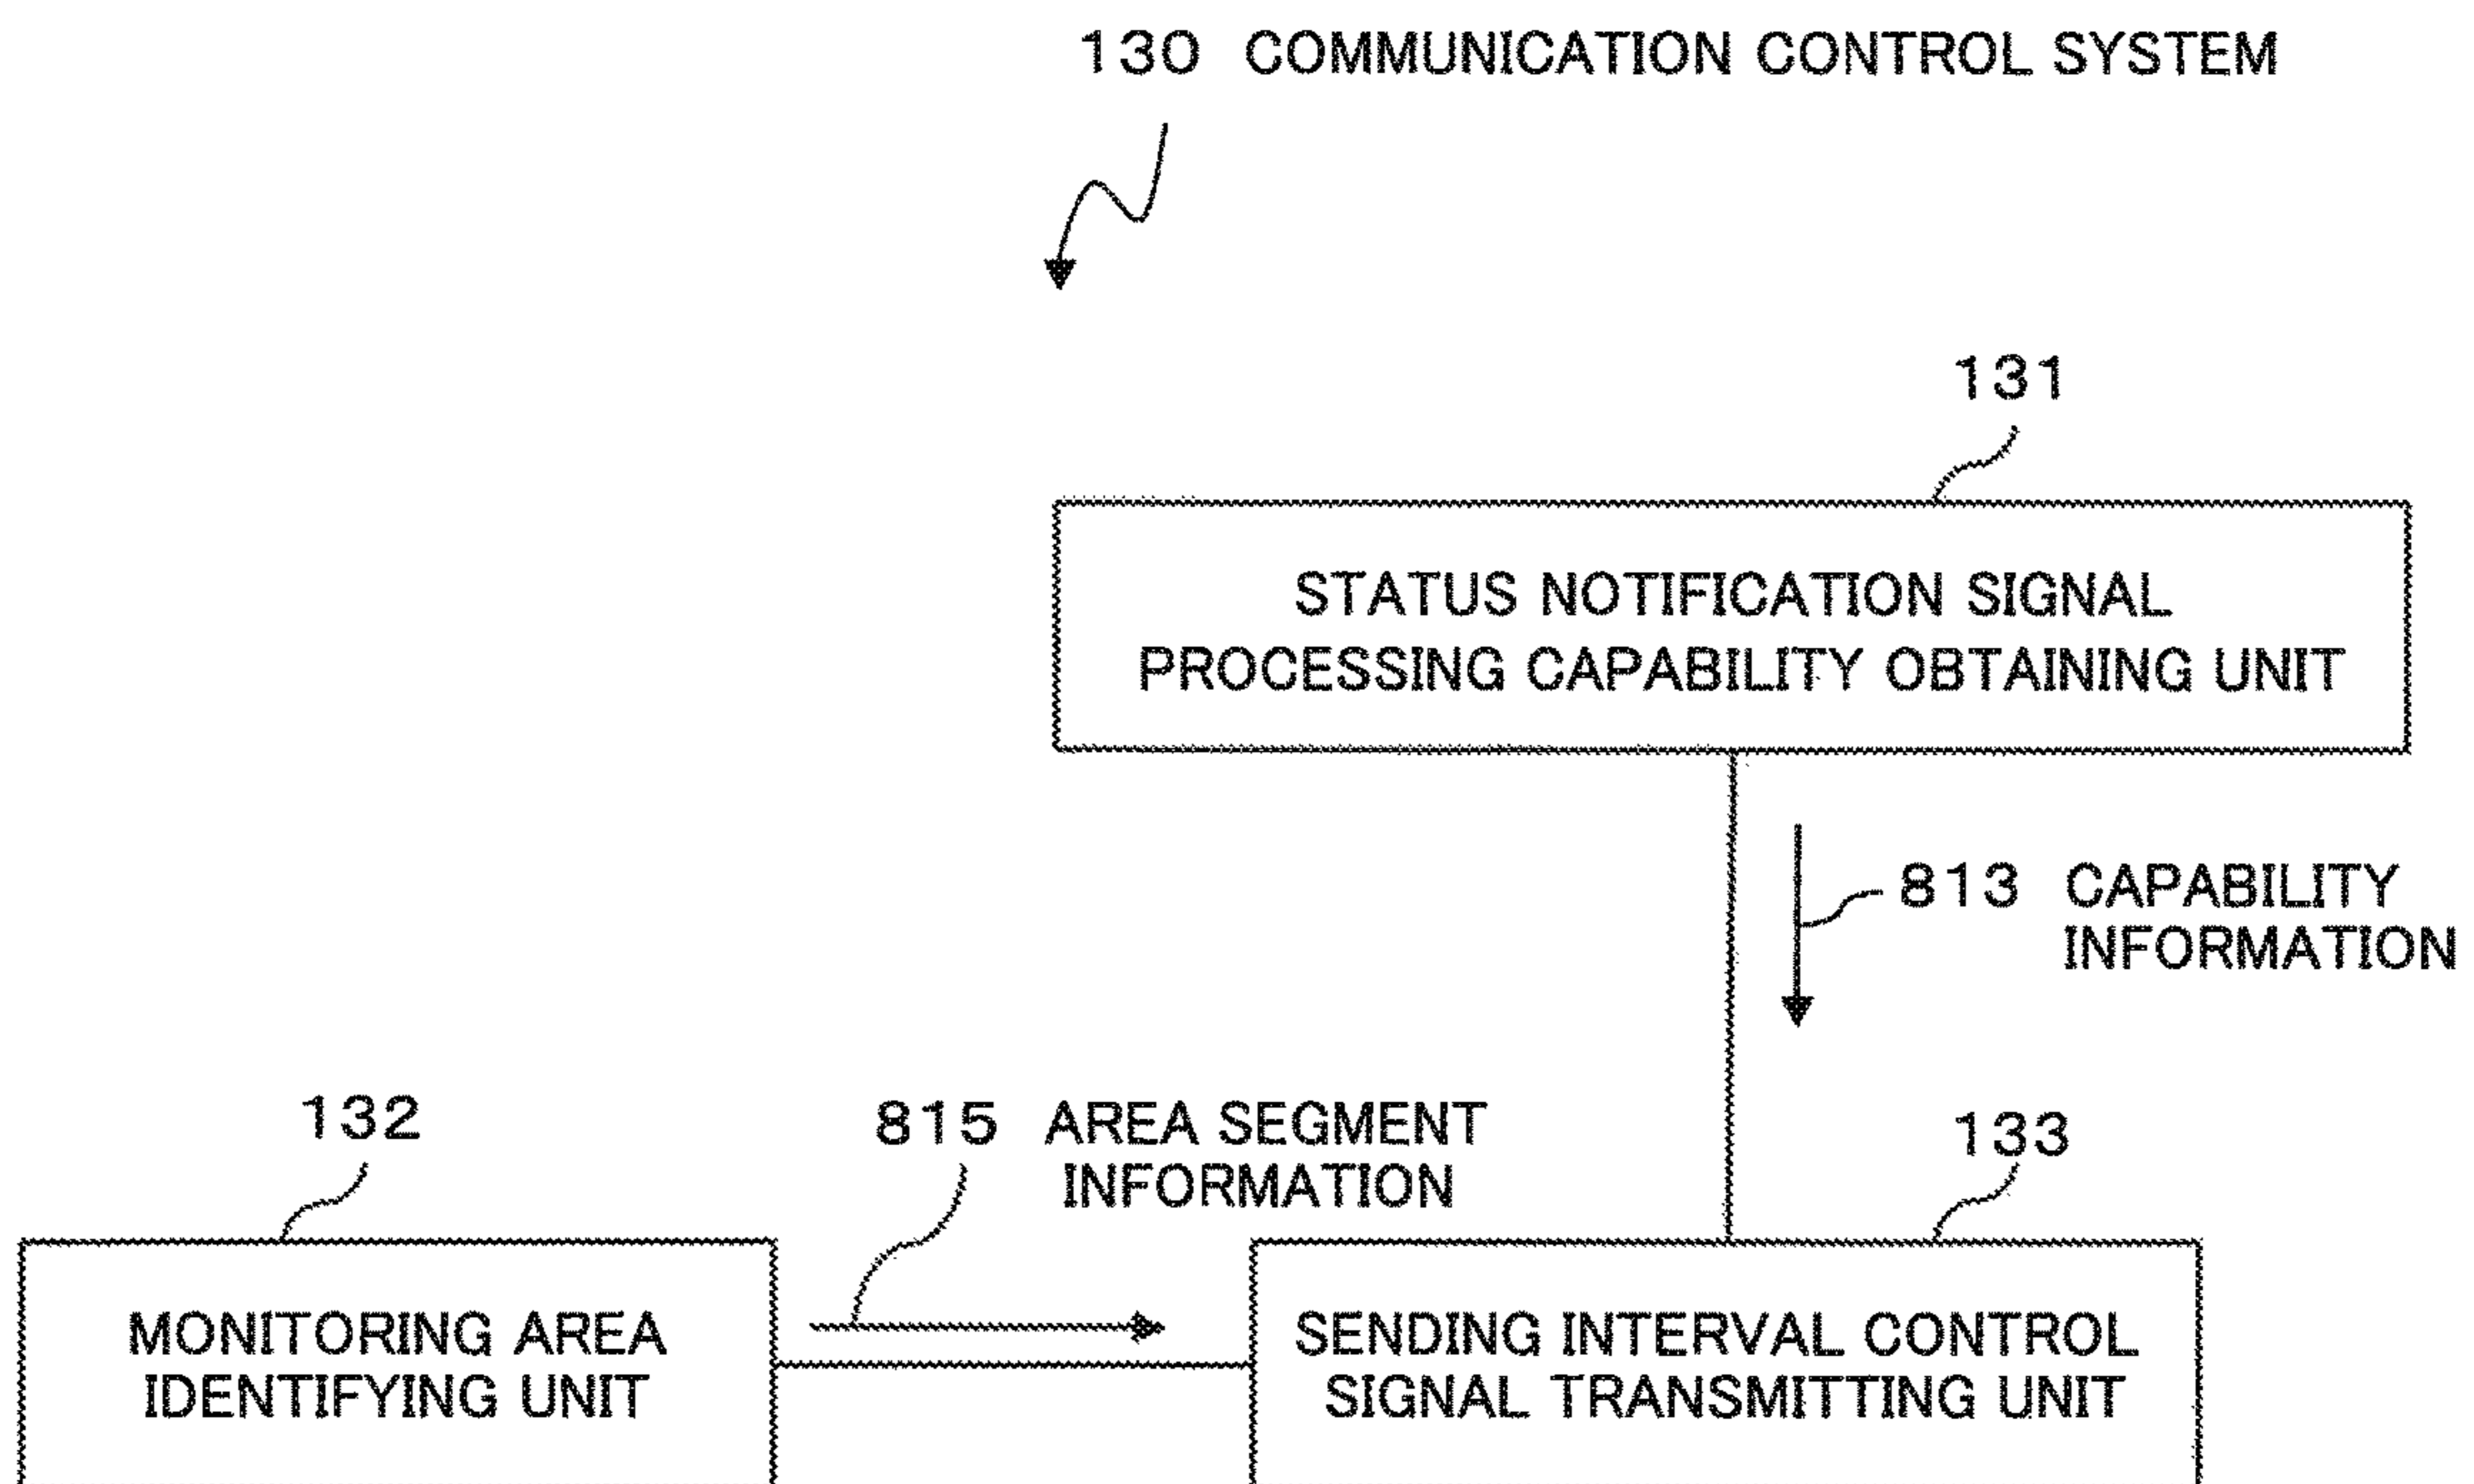 130 COMMUNICATION CONTROL SYSTEM
131
STATUS NOTIFICATION SIGNAL
PROCESSING CAPABILITY OBTAINING UNIT
813 CAPABILITY
INFORMATION
132
815 AREA SEGMENT
INFORMATION
133
MONITORING AREA
IDENTIFYING UNIT
SENDING INTERVAL CONTROL
SIGNAL TRANSMITTING UNIT